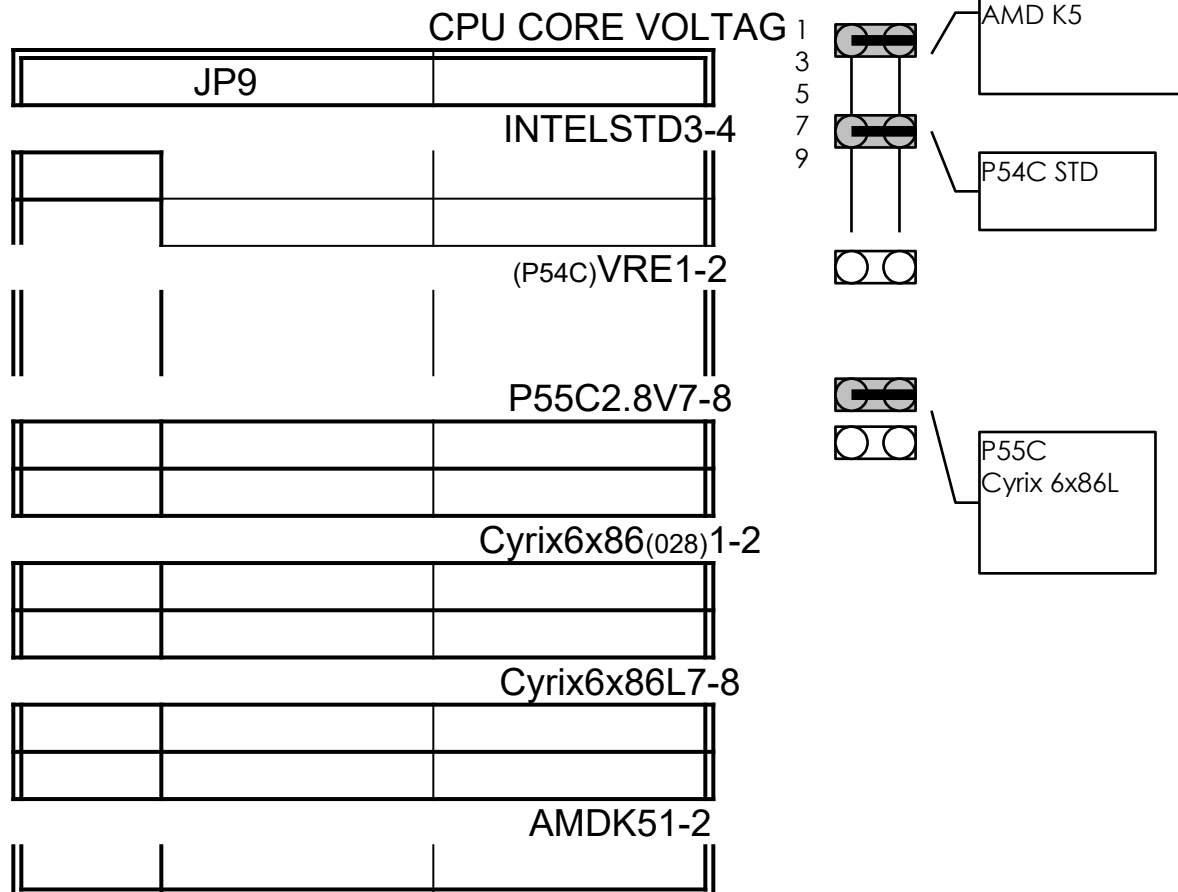 CPU CORE VOLTAG
JP9
INTELSTD3-4
(P54C)VRE1-2
P55C2.8V7-8
Cyrix6x86(028)1-2
Cyrix6x86L7-8
AMDK51-2
1
3
5
7
9
AMD K5
P54C STD
P55C
Cyrix 6x86L